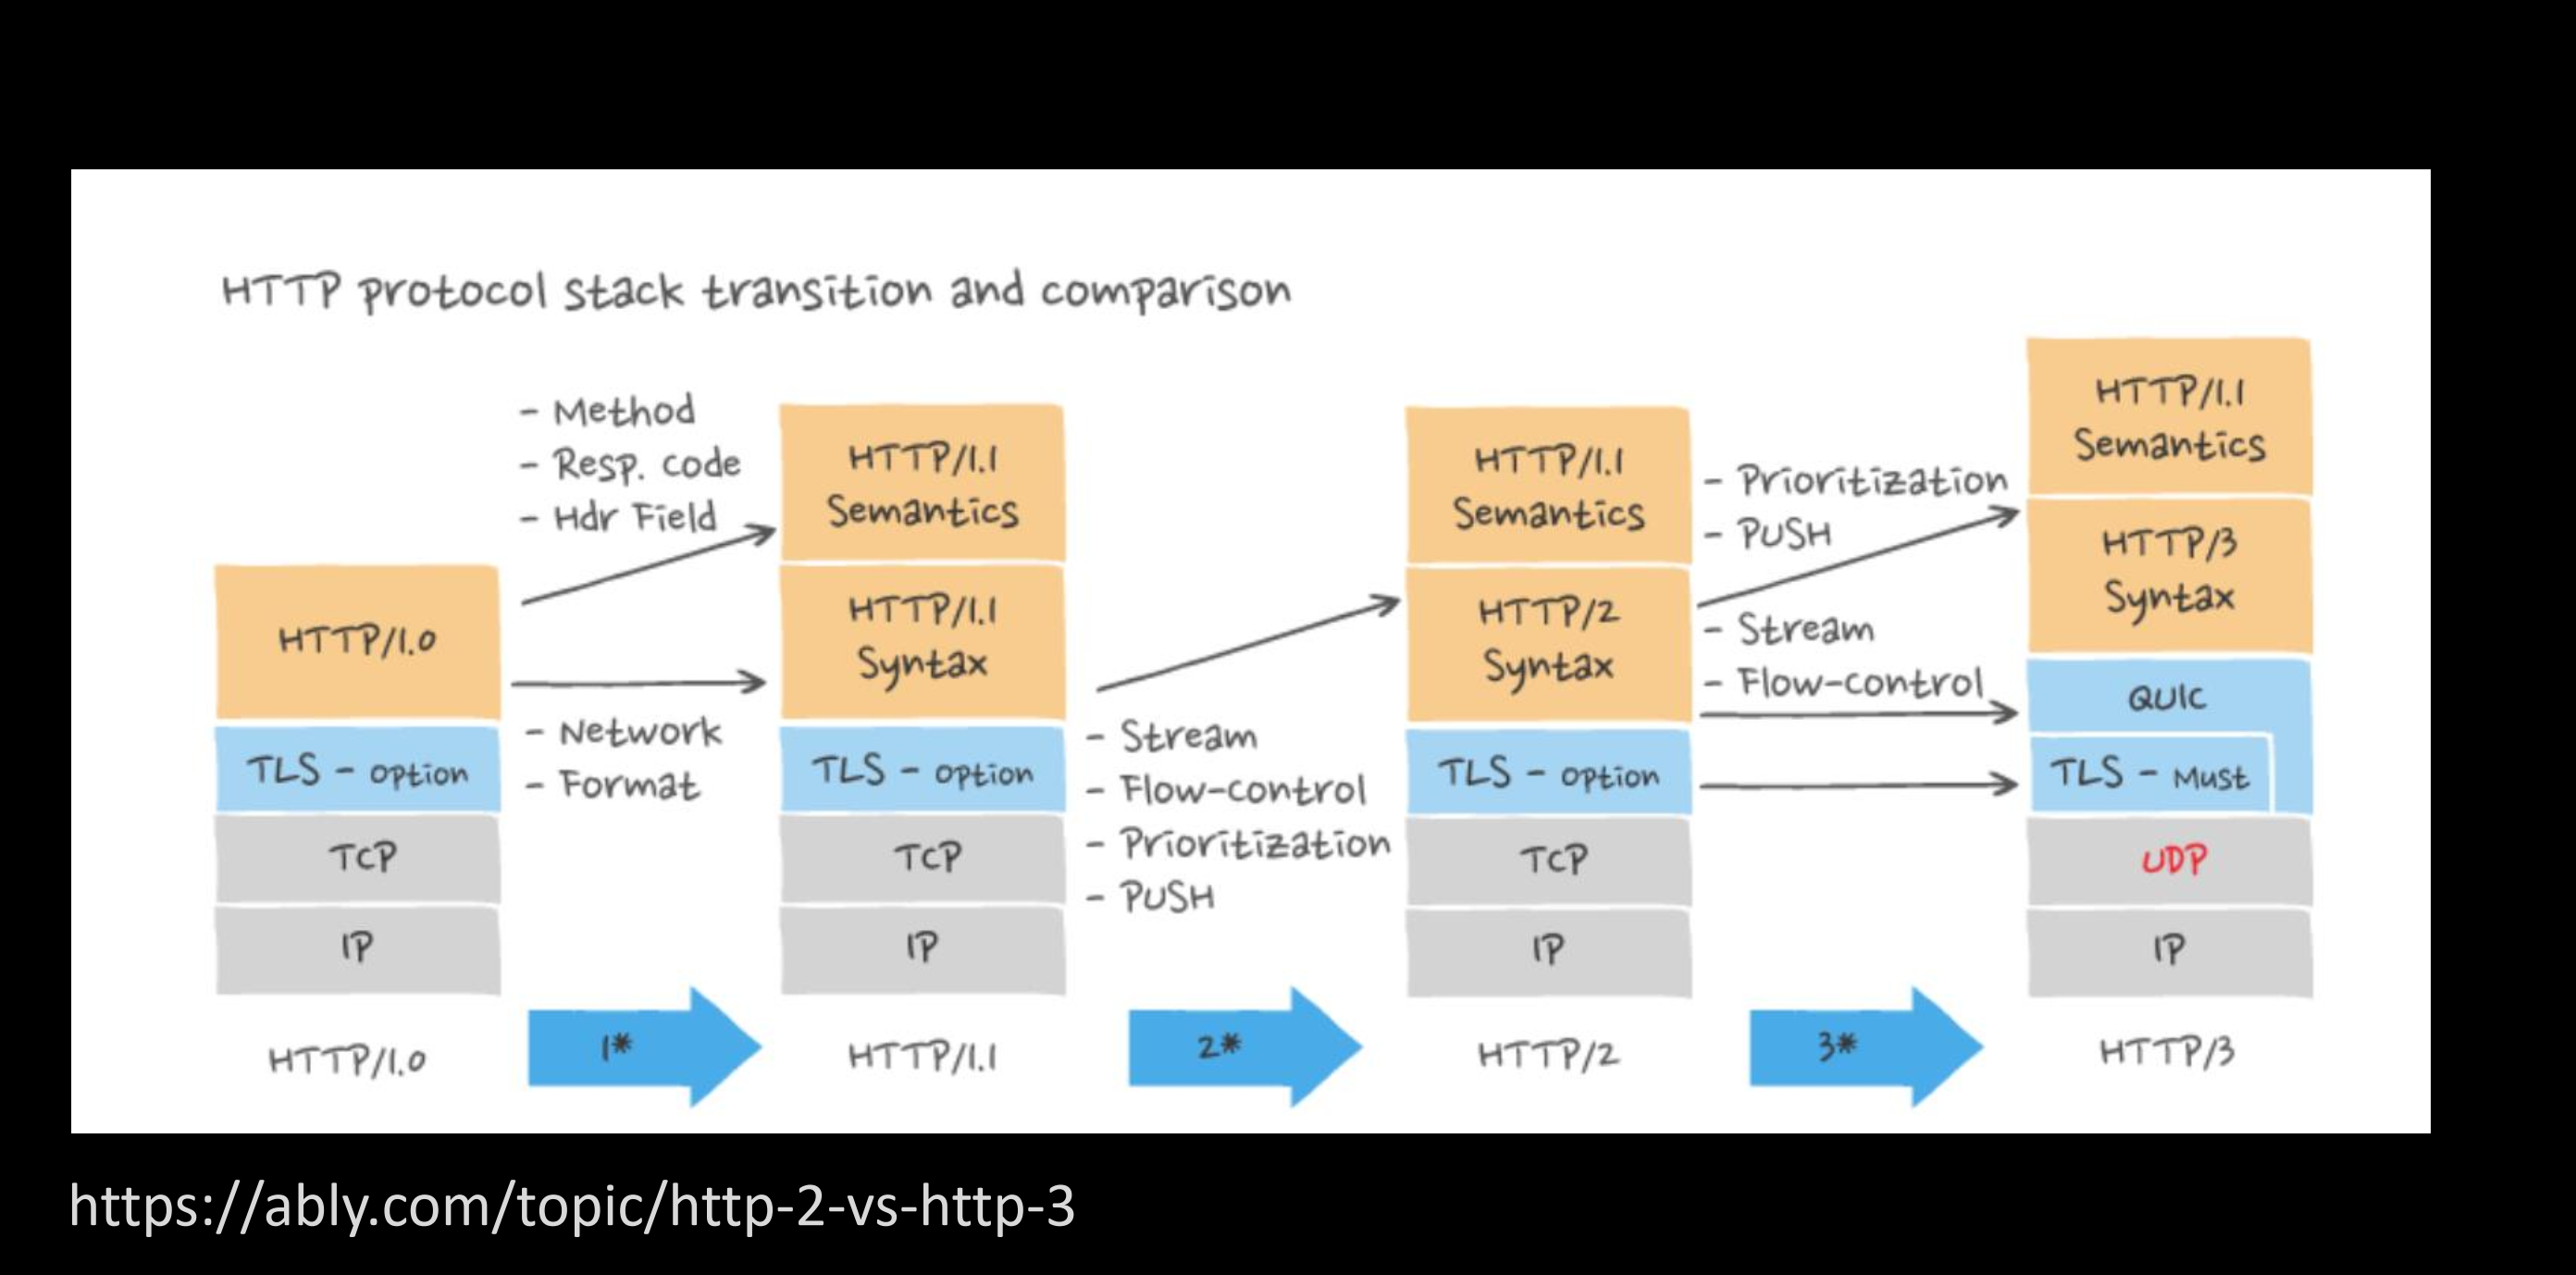 HTTP protocol stack transition and comparison
HTTP/1.0
TLS - option
TCP
IP
HTTP/1.0
- Method
- Resp. code
- Hdr Field
- Network
- Format
1*
HTTP/1.1
Semantics
HTTP/1.1
Syntax
TLS - option
TCP
IP
HTTP/1.1
- Stream
- Flow-control
- Prioritization
- PUSH
2*
HTTP/1.1
Semantics
HTTP/2
Syntax
TLS - option
TCP
IP
HTTP/2
- Prioritization
- PUSH
- Stream
- Flow-control
3*
HTTP/1.1
Semantics
HTTP/3
Syntax
QUIC
TLS - Must
UDP
IP
HTTP/3
https://ably.com/topic/http-2-vs-http-3